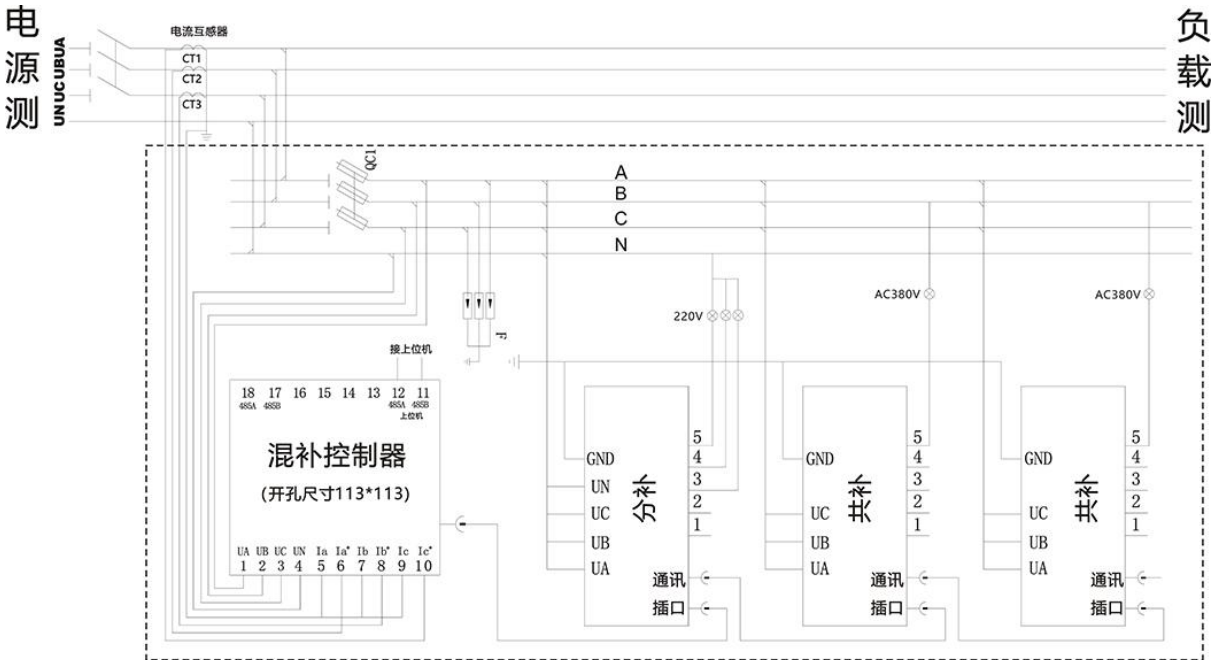 电源测
UN UC UBUA
电流互感器
CT1
CT2
CT3
负载测
QC1
A
B
C
N
F
220V
AC380V
AC380V
接上位机
18 17 16 15 14 13 12 11
485A 485B 485A 485B
上位机
混补控制器
(开孔尺寸113*113)
UA UB UC UN Ia Ia* Ib Ib* Ic Ic*
1 2 3 4 5 6 7 8 9 10
分补
GND
UN
UC
UB
UA
5
4
3
2
1
通讯
插口
共补
GND
UC
UB
UA
5
4
3
2
1
通讯
插口
共补
GND
UC
UB
UA
5
4
3
2
1
通讯
插口